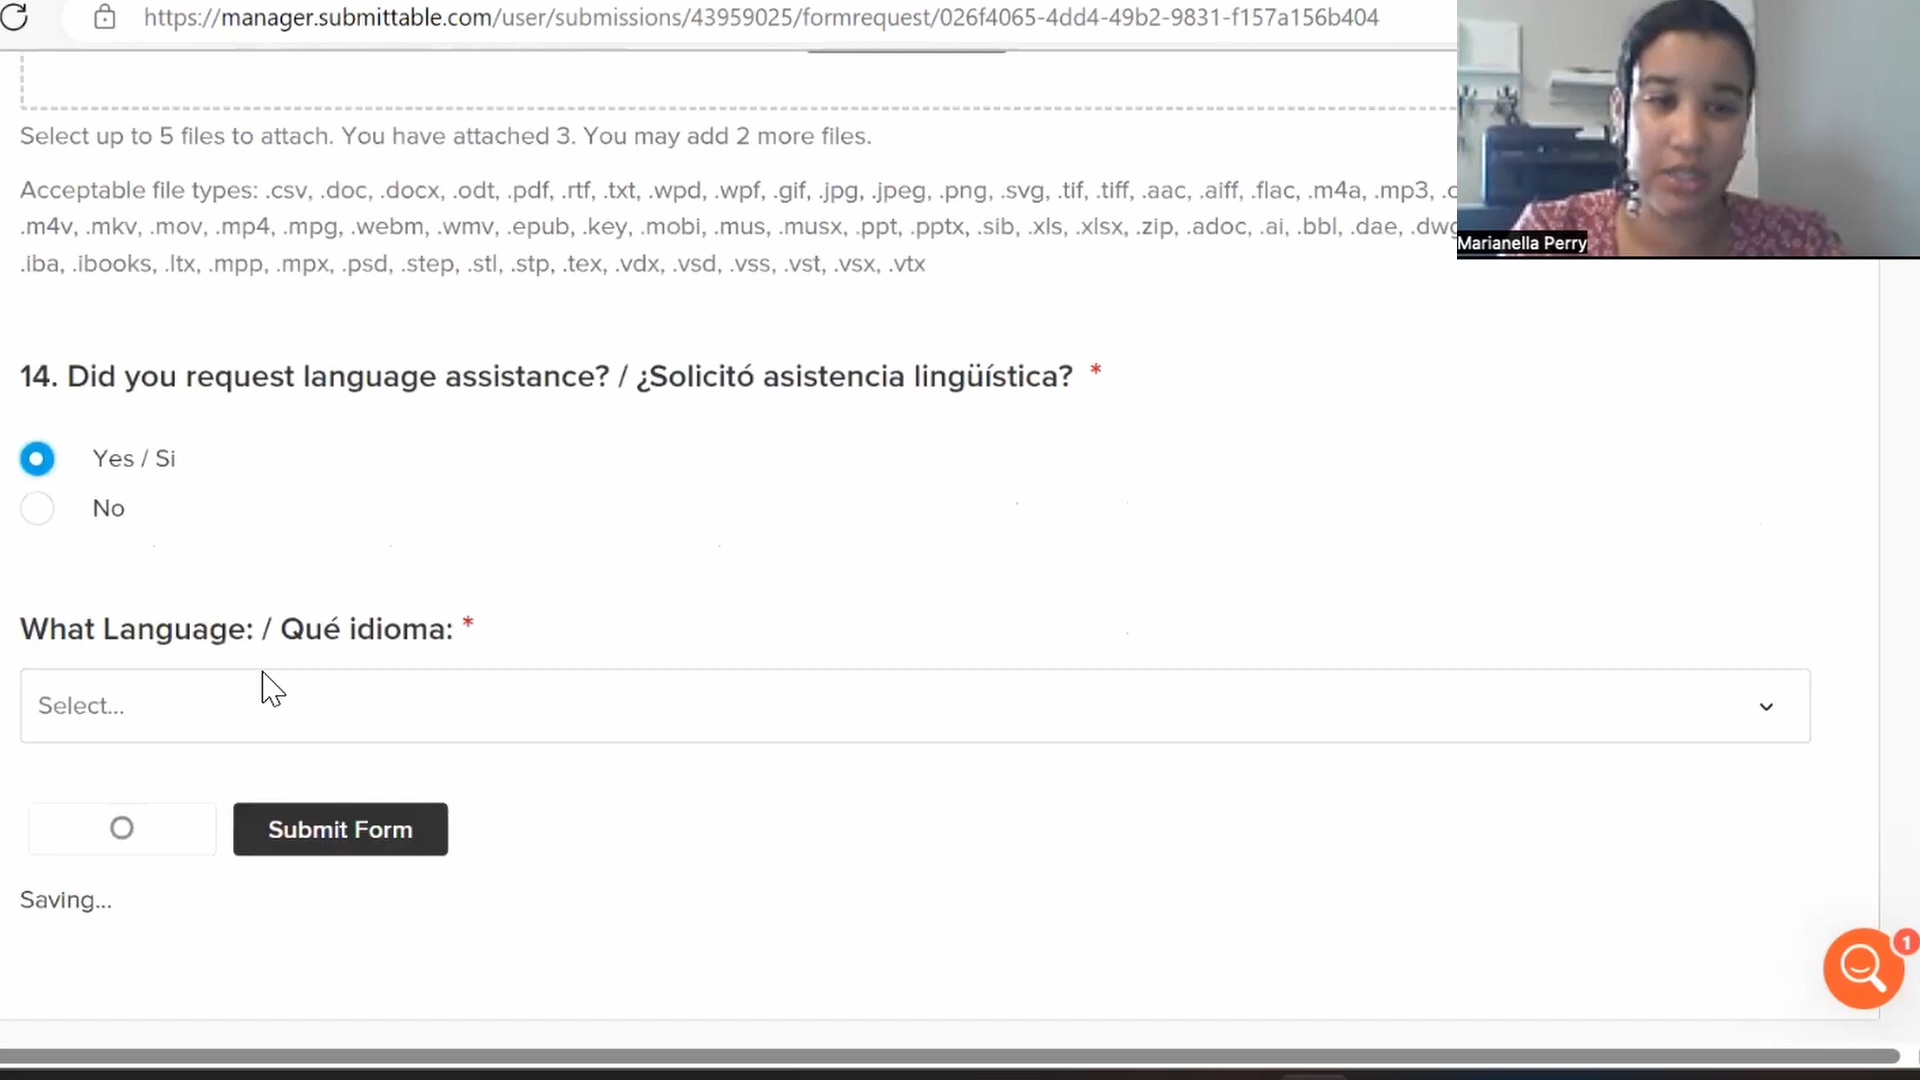 https://manager.submittable.com/user/submissions/43959025/formrequest/026f4065-4dd4-49b2-9831-f157a156b404
Select up to 5 files to attach. You have attached 3. You may add 2 more files.
Acceptable file types: .csv, .doc, .docx, .odt, .pdf, .rtf, .txt, .wpd, .wpf, .gif, .jpg, .jpeg, .png, .svg, .tif, .tiff, .aac, .aiff, .flac, .m4a, .mp3,
.m4v, .mkv, .mov, .mp4, .mpg, .webm, .wmv, .epub, .key, .mobi, .mus, .musx, .ppt, .pptx, .sib, .xls, .xlsx, .zip, .adoc, .ai, .bbl, .dae,
.iba, .ibooks, .ltx, .mpp, .mpx, .psd, .step, .stl, .stp, .tex, .vdx, .vsd, .vss, .vst, .vsx, .vtx
Marianella Perry
14. Did you request language assistance? / ¿Solicitó asistencia lingüística? *
Yes / Si
No
What Language: / Qué idioma: *
Select...
Submit Form
Saving...
1